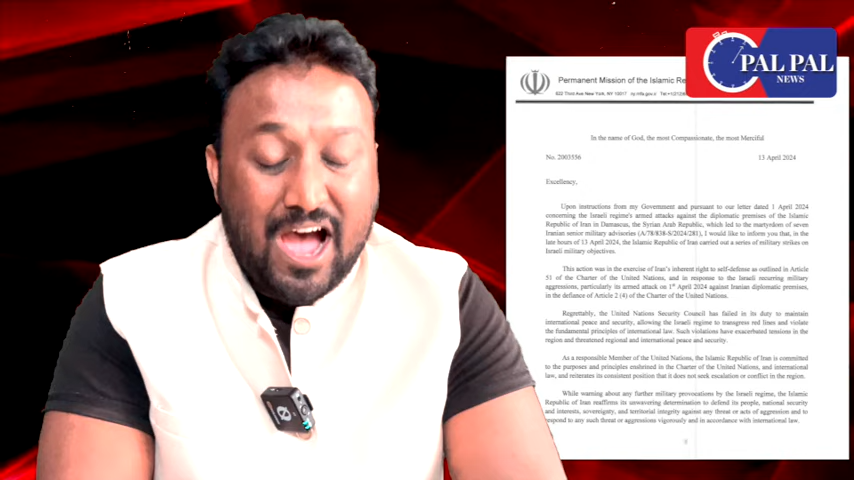 PAL PAL
NEWS
Permanent Mission of the Islamic Re
622 Third Ave New York, NY 10017
In the name of God, the most Compassionate, the most Merciful
No. 2003556
13 April 2024
Excellency,
Upon instructions from my Government and pursuant to our letter dated 1 April 2024
concerning the Israeli regime's armed attacks against the diplomatic premises of the Islamic
Republic of Iran in Damascus, the Syrian Arab Republic, which led to the martyrdom of seven
Iranian senior military advisories (A/78/838-S/2024/281), I would like to inform you that, in the
late hours of 13 April 2024, the Islamic Republic of Iran carried out a series of military strikes on
Israeli military objectives.
This action was in the exercise of Iran's inherent right to self-defense as outlined in Article
51 of the Charter of the United Nations, and in response to the Israeli recurring military
aggressions, particularly its armed attack on 1st April 2024 against Iranian diplomatic premises,
in the defiance of Article 2 (4) of the Charter of the United Nations.
Regrettably, the United Nations Security Council has failed in its duty to maintain
international peace and security, allowing the Israeli regime to transgress red lines and violate
the fundamental principles of international law. Such violations have exacerbated tensions in the
region and threatened regional and international peace and security.
As a responsible Member of the United Nations, the Islamic Republic of Iran is committed
to the purposes and principles enshrined in the Charter of the United Nations, and international
law, and reiterates its consistent position that it does not seek escalation or conflict in the region.
While warning about any further military provocations by the Israeli regime, the Islamic
Republic of Iran reaffirms its unwavering determination to defend its people, national security
and interests, sovereignty, and territorial integrity against any threat or acts of aggression and to
respond to any such threat or aggressions vigorously and in accordance with international law.